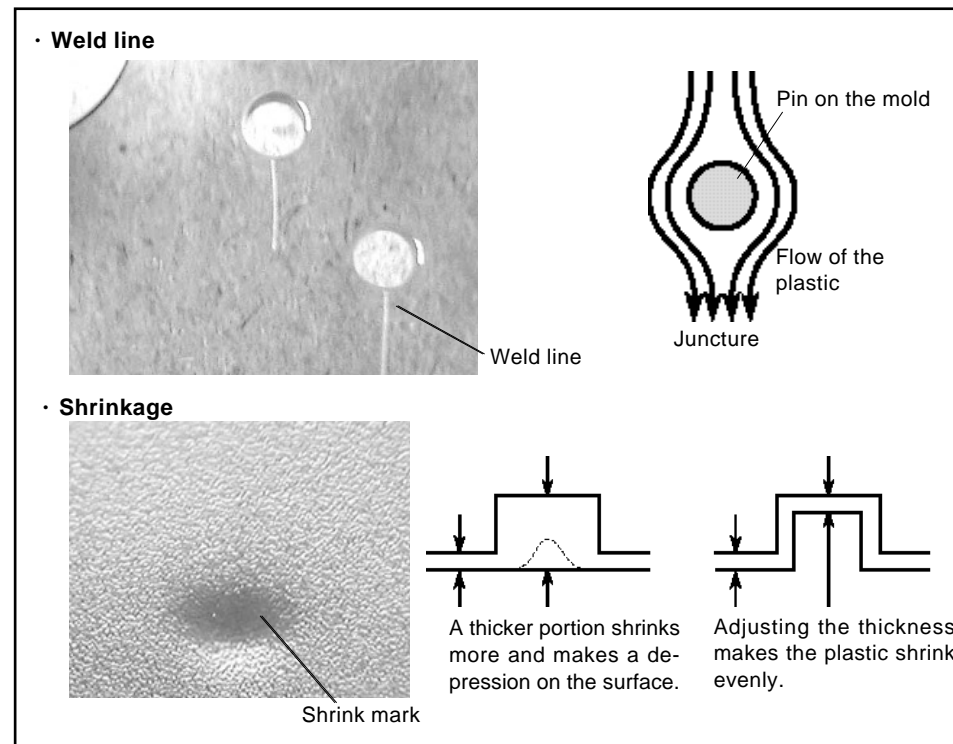 · Weld line
Pin on the mold
Flow of the
plastic
Juncture
Weld line
· Shrinkage
A thicker portion shrinks
more and makes a de-
pression on the surface.
Adjusting the thickness
makes the plastic shrink
evenly.
Shrink mark